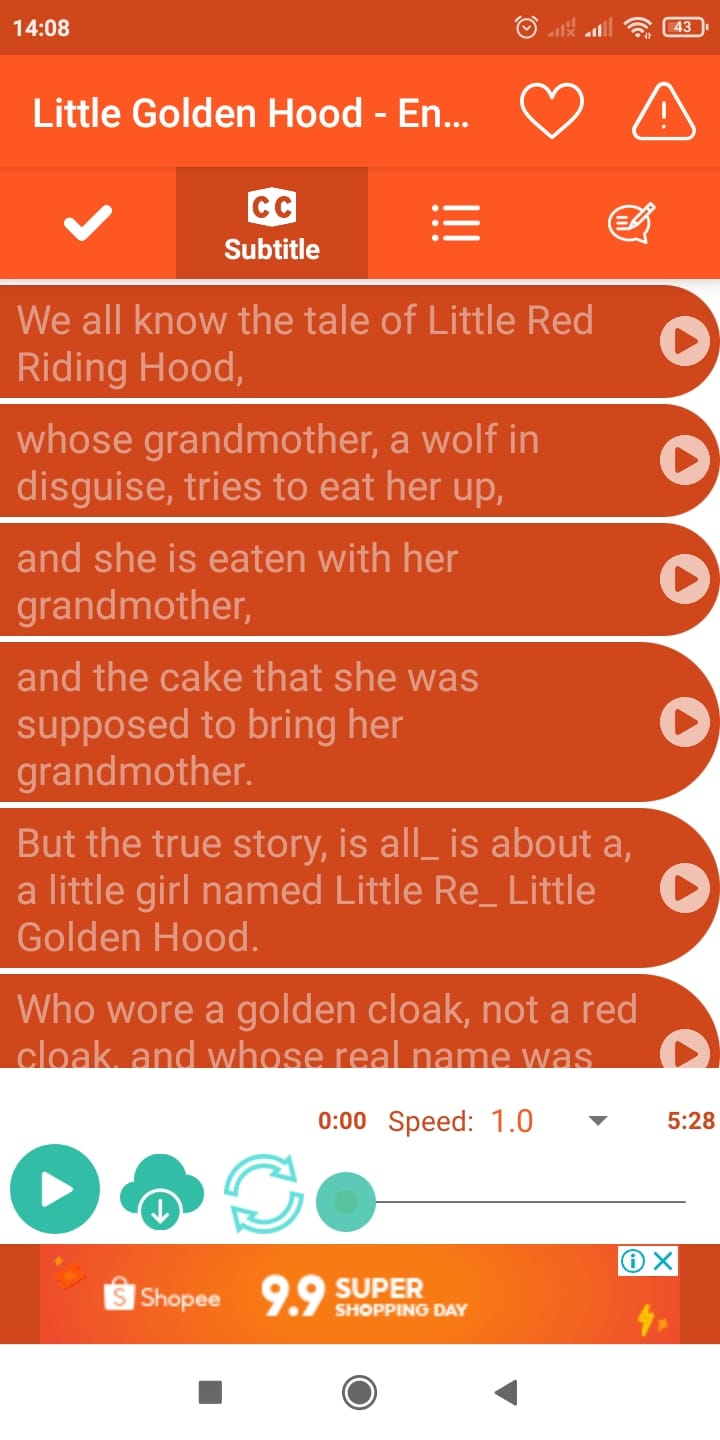 14:08
43
Little Golden Hood - En...
CC
Subtitle
We all know the tale of Little Red
Riding Hood,
whose grandmother, a wolf in
disguise, tries to eat her up,
and she is eaten with her
grandmother,
and the cake that she was
supposed to bring her
grandmother.
But the true story, is all_ is about a,
a little girl named Little Re_ Little
Golden Hood.
Who wore a golden cloak, not a red
cloak, and whose real name was
0:00 Speed: 1.0 5:28
Shopee 9.9 SUPER
SHOPPING DAY